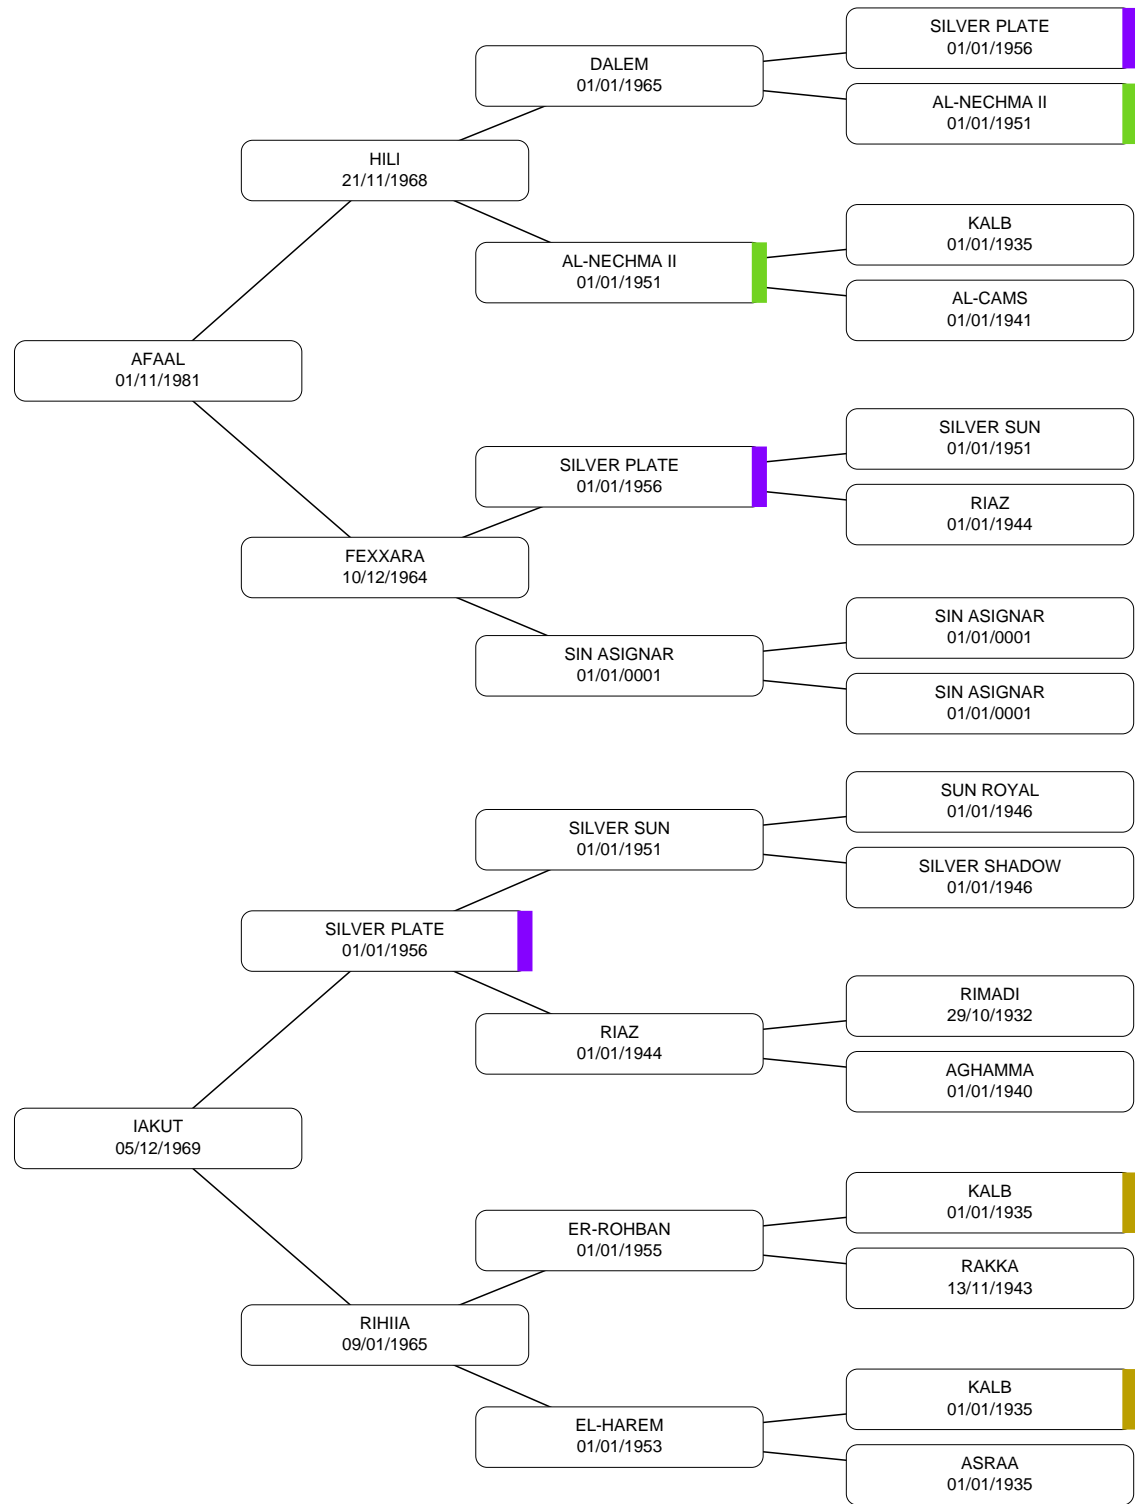 SILVER PLATE
01/01/1956
DALEM
01/01/1965
AL-NECHMA II
01/01/1951
HILI
21/11/1968
KALB
01/01/1935
AL-NECHMA II
01/01/1951
AL-CAMS
01/01/1941
AFAAL
01/11/1981
SILVER SUN
01/01/1951
SILVER PLATE
01/01/1956
RIAZ
01/01/1944
FEXXARA
10/12/1964
SIN ASIGNAR
01/01/0001
SIN ASIGNAR
01/01/0001
SIN ASIGNAR
01/01/0001
SUN ROYAL
01/01/1946
SILVER SUN
01/01/1951
SILVER SHADOW
01/01/1946
SILVER PLATE
01/01/1956
RIMADI
29/10/1932
RIAZ
01/01/1944
AGHAMMA
01/01/1940
IAKUT
05/12/1969
KALB
01/01/1935
ER-ROHBAN
01/01/1955
RAKKA
13/11/1943
RIHIIA
09/01/1965
KALB
01/01/1935
EL-HAREM
01/01/1953
ASRAA
01/01/1935